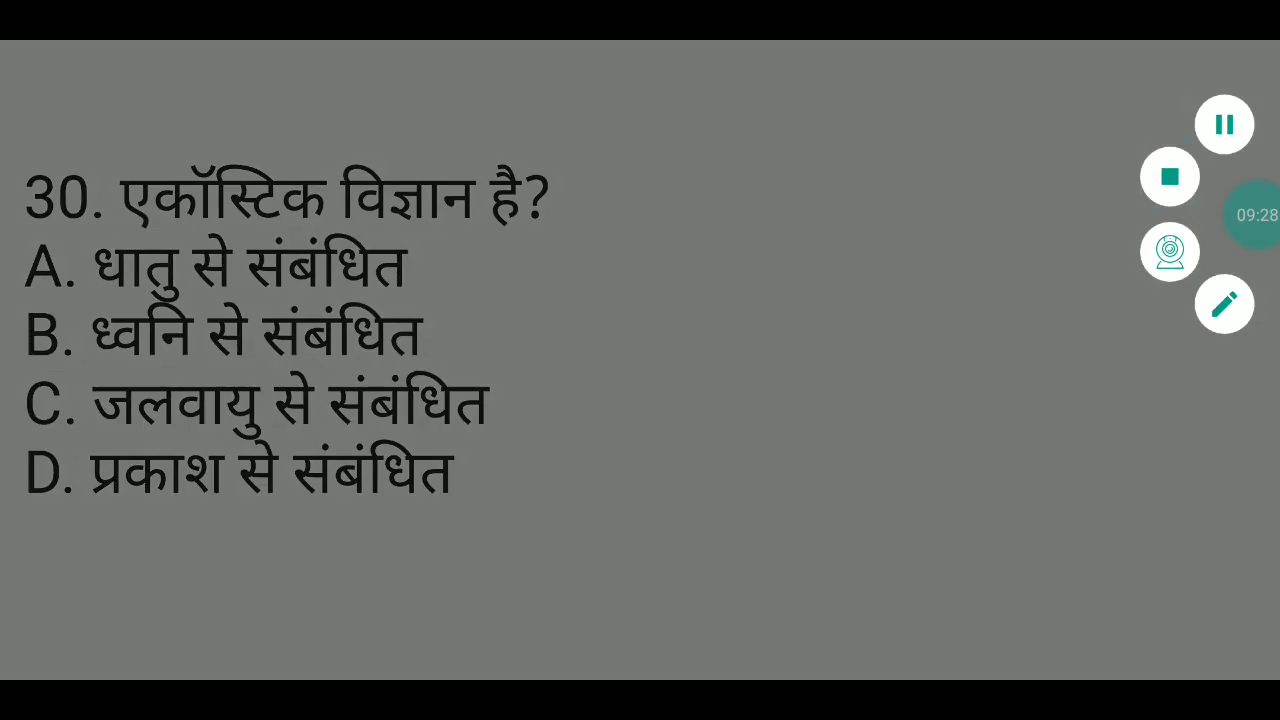 30. एकॉस्टिक विज्ञान है?
A. धातु से संबंधित
B. ध्वनि से संबंधित
C. जलवायु से संबंधित
D. प्रकाश से संबंधित
09:28